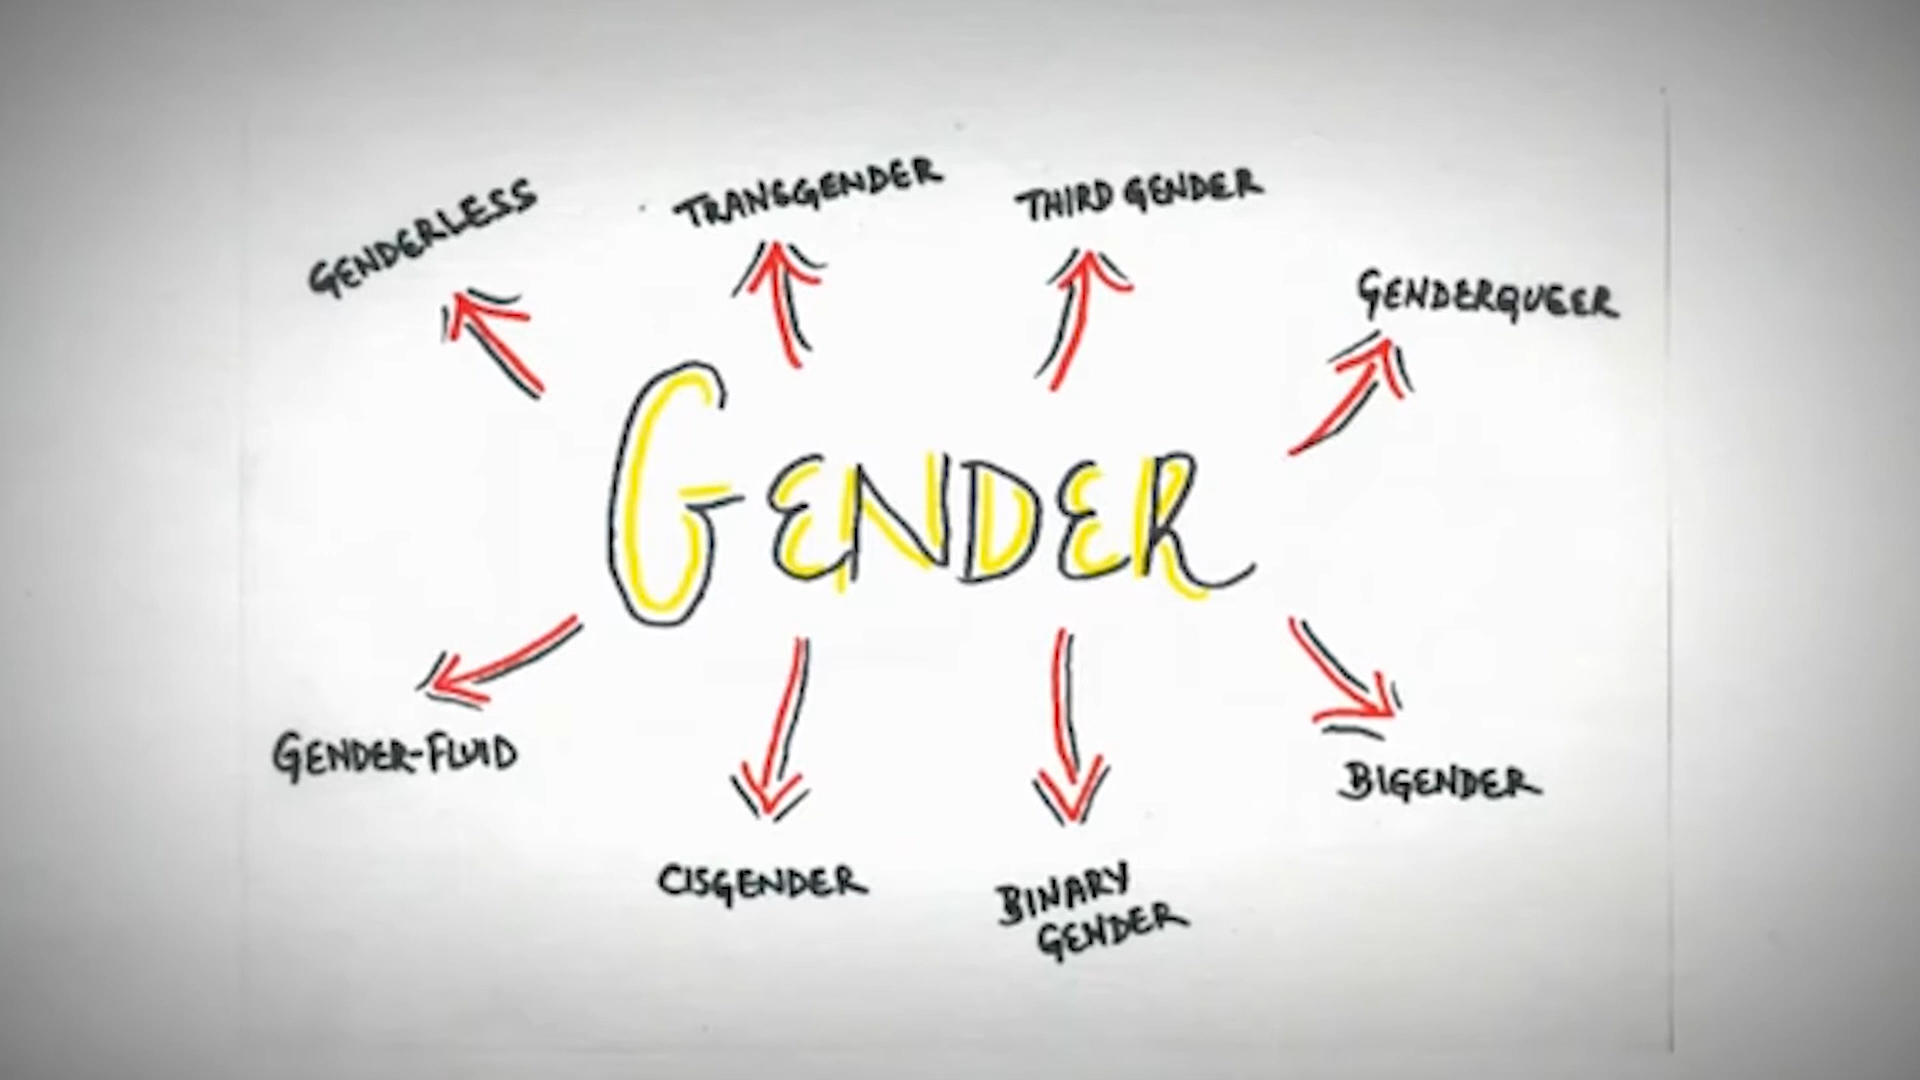 GENDERLESS
TRANSGENDER
THIRD GENDER
GENDERQUEER
GENDER
GENDER-FLUID
CISGENDER
BINARY
GENDER
BIGENDER